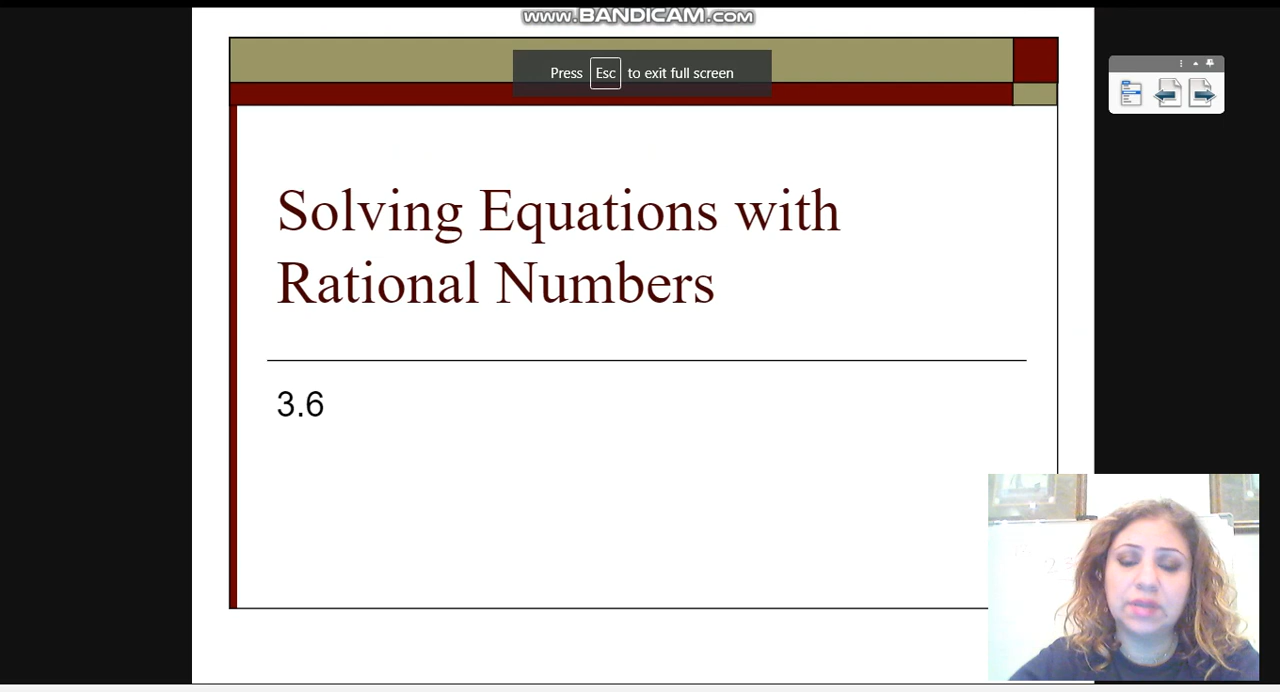 WWW.BANDICAM.COM
Press Esc to exit full screen
Solving Equations with
Rational Numbers
3.6